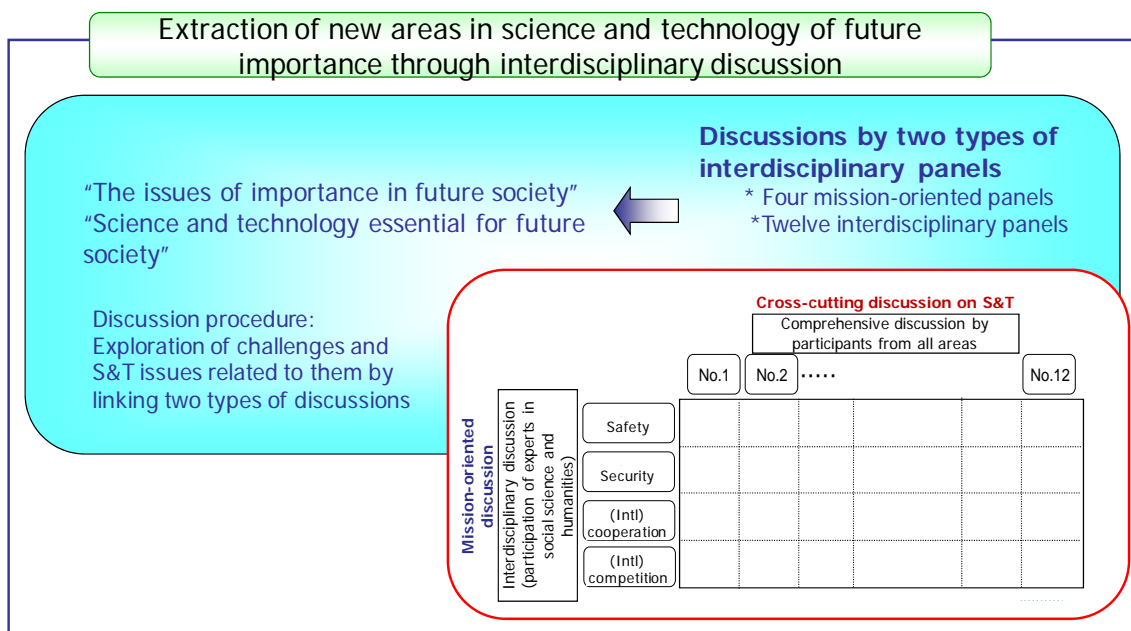 Extraction of new areas in science and technology of future
importance through interdisciplinary discussion
Discussions by two types of
interdisciplinary panels
* Four mission-oriented panels
*Twelve interdisciplinary panels
“The issues of importance in future society”
“Science and technology essential for future
society”
Discussion procedure:
Exploration of challenges and
S&T issues related to them by
linking two types of discussions
Cross-cutting discussion on S&T
Comprehensive discussion by
participants from all areas
No.1 No.2 ..... No.12
Mission-oriented
discussion
Interdisciplinary discussion
(participation of experts in
social science and
humanities)
Safety
Security
(Intl)
cooperation
(Intl)
competition